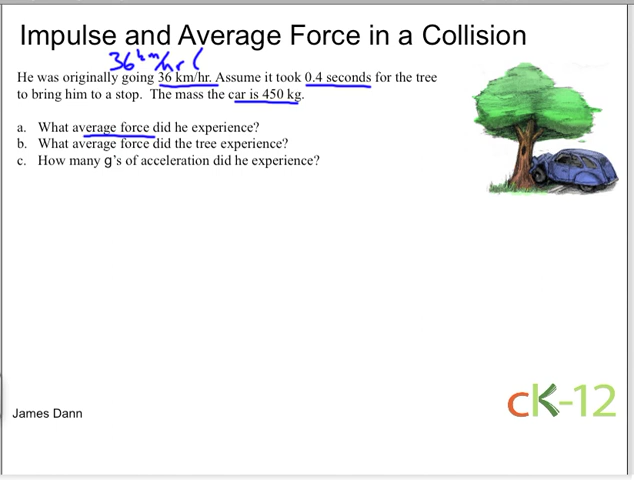 Impulse and Average Force in a Collision
36 km/hr (
He was originally going 36 km/hr. Assume it took 0.4 seconds for the tree
to bring him to a stop. The mass the car is 450 kg.
a. What average force did he experience?
b. What average force did the tree experience?
c. How many g's of acceleration did he experience?
James Dann
cK-12